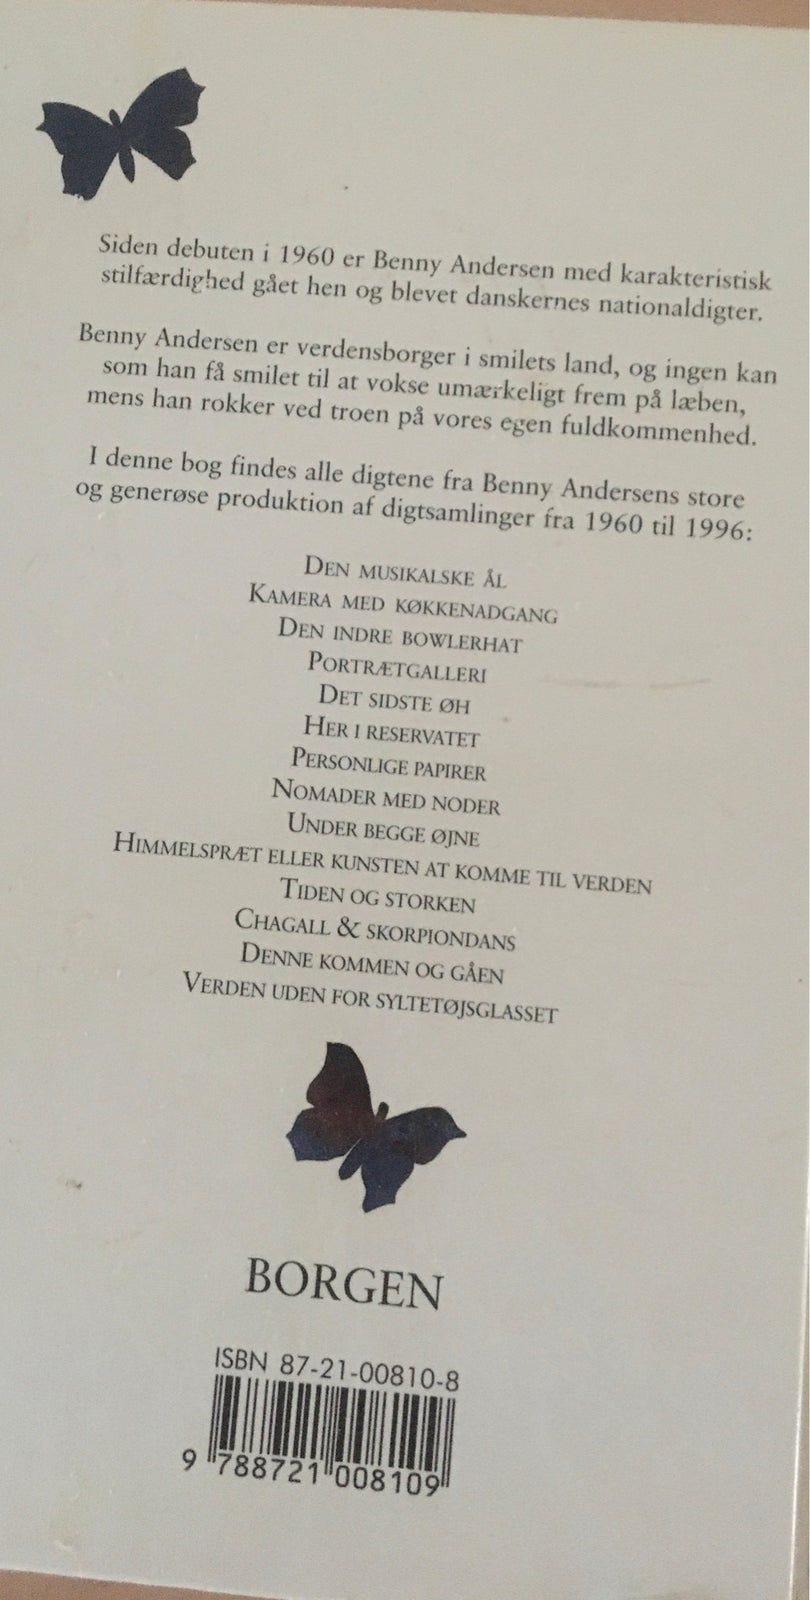 Siden debuten i 1960 er Benny Andersen med karakteristisk
stilfærdighed gået hen og blevet danskernes nationaldigter.
Benny Andersen er verdensborger i smilets land, og ingen kan
som han få smilet til at vokse umærkeligt frem på læben,
mens han rokker ved troen på vores egen fuldkommenhed.
I denne bog findes alle digtene fra Benny Andersens store
og generøse produktion af digtsamlinger fra 1960 til 1996:
DEN MUSIKALSKE ÅL
KAMERA MED KØKKENADGANG
DEN INDRE BOWLERHAT
PORTRÆTGALLERI
DET SIDSTE ØH
HER I RESERVATET
PERSONLIGE PAPIRER
NOMADER MED NODER
UNDER BEGGE ØJNE
HIMMELSPRÆT ELLER KUNSTEN AT KOMME TIL VERDEN
TIDEN OG STORKEN
CHAGALL & SKORPIONDANS
DENNE KOMMEN OG GÅEN
VERDEN UDEN FOR SYLTETØJSGLASSET
BORGEN
ISBN 87-21-00810-8
9 788721 008109